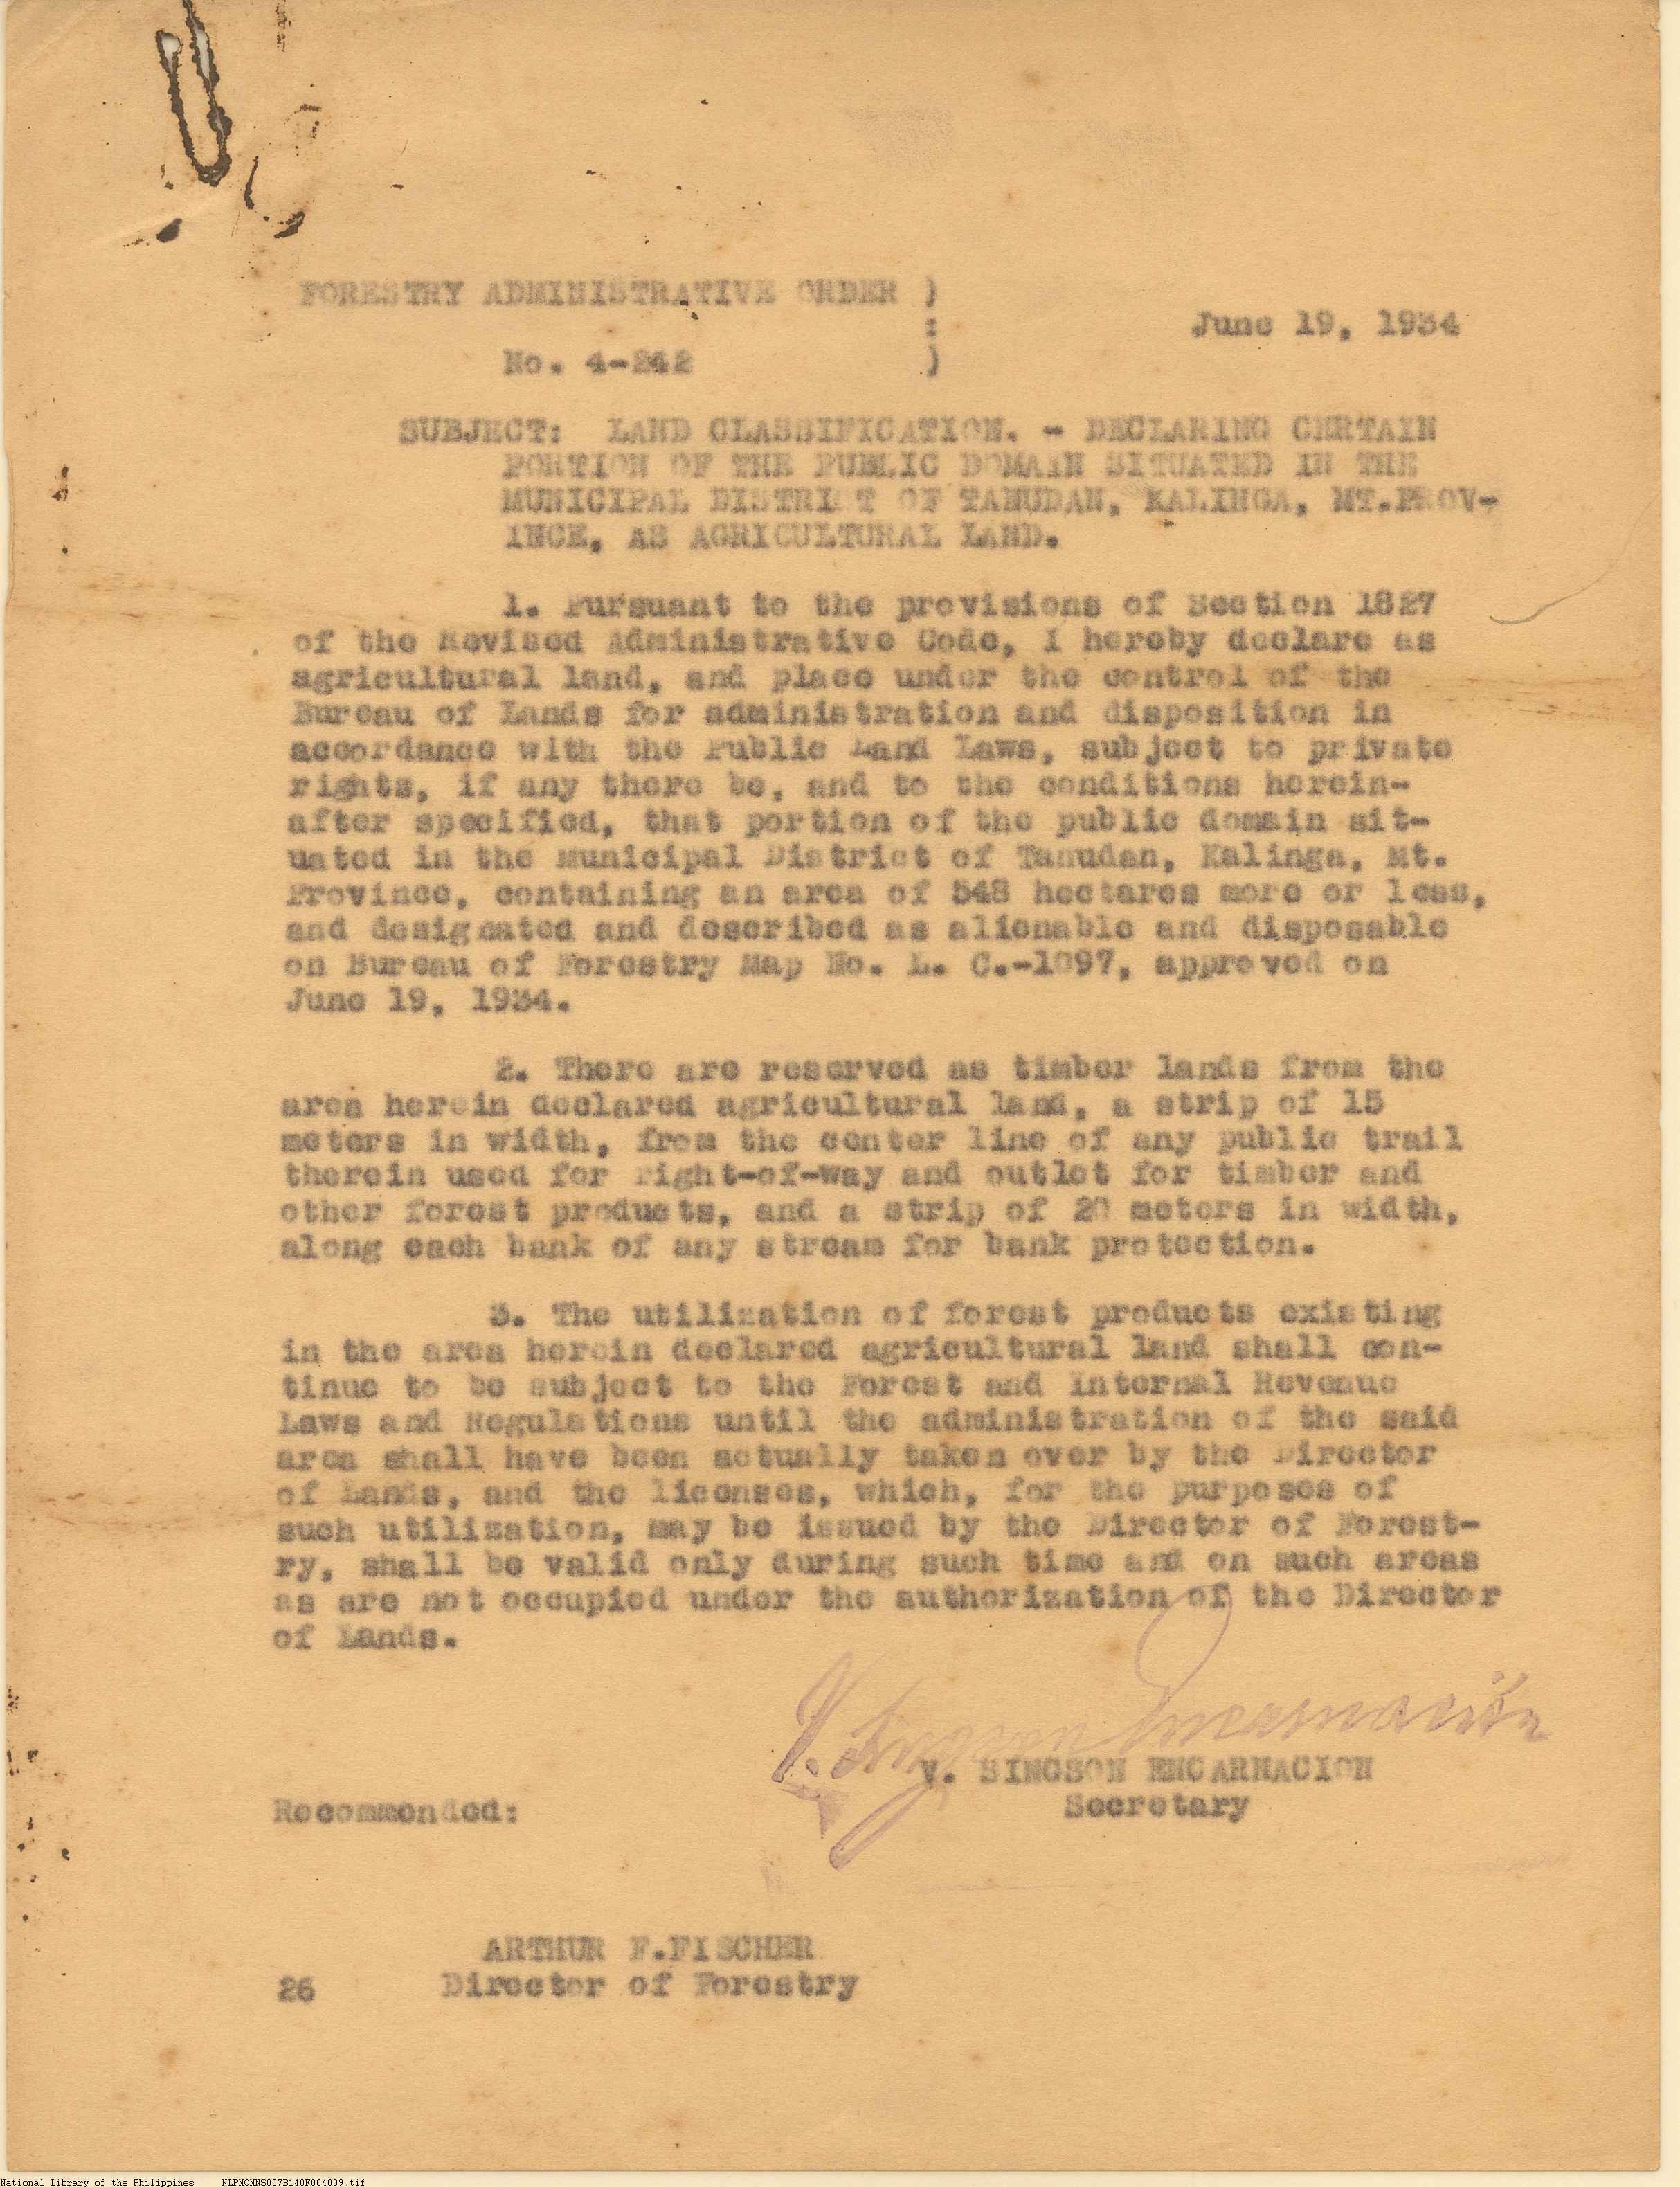 FORESTRY ADMINISTRATIVE ORDER )
:
June 19, 1934
No. 4-242 )
SUBJECT: LAND CLASSIFICATION. - DECLARING CERTAIN
PORTION OF THE PUBLIC DOMAIN SITUATED IN THE
MUNICIPAL DISTRI T OF TANUDAN, KALINGA, MT.PROV-
INCE, AS AGRICULTURAL LAND.
1. Pursuant to the provisions of Section 1827
of the Revised Administrative Code, I hereby declare as
agricultural land, and place under the control of the
Bureau of Lands for administration and disposition in
accordance with the Public Land Laws, subject to private
rights, if any there be, and to the conditions herein-
after specified, that portion of the public domain sit-
uated in the Municipal District of Tanudan, Kalinga, Mt.
Province, containing an area of 548 hectares more or less,
and designated and described as alienable and disposable
on Bureau of Forestry Map No. L. C.-1097, approved on
June 19, 1934.
2. There are reserved as timber lands from the
area herein declared agricultural land, a strip of 15
meters in width, from the center line of any public trail
therein used for right-of-way and outlet for timber and
other forest products, and a strip of 20 meters in width,
along each bank of any stream for bank protection.
3. The utilization of forest products existing
in the area herein declared agricultural land shall con-
tinue to be subject to the Forest and Internal Revenue
Laws and Regulations until the administration of the said
area shall have been actually taken over by the Director
of Lands, and the licenses, which, for the purposes of
such utilization, may be issued by the Director of Forest-
ry, shall be valid only during such time and on such areas
as are not occupied under the authorization of the Director
of Lands.
V. Singson Encarnación
V. SINGSON ENCARNACION
Secretary
Recommended:
ARTHUR F.FISCHER
26 Director of Forestry
National Library of the Philippines NLPMQMNS007B140F004009.tif